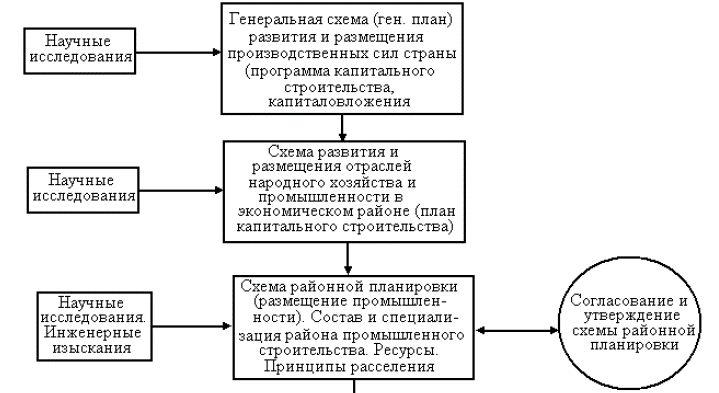 Научные
исследования
Генеральная схема (ген. план)
развития и размещения
производственных сил страны
(программа капитального
строительства,
капиталовложения
Научные
исследования
Схема развития и
размещения отраслей
народного хозяйства и
промышленности в
экономическом районе (план
капитального строительства)
Научные
исследования.
Инженерные
изыскания
Схема районной планировки
(размещение промышлен-
ности). Состав и специали-
зация района промышленного
строительства. Ресурсы.
Принципы расселения
Согласование и
утверждение
схемы районной
планировки